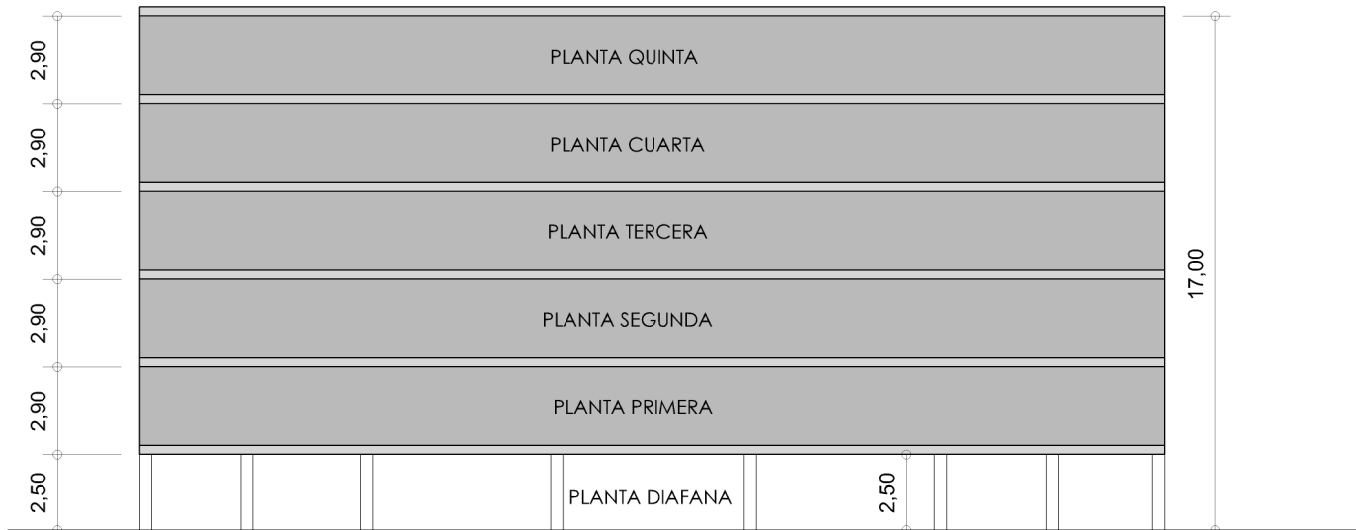 2,90
PLANTA QUINTA
2,90
PLANTA CUARTA
2,90
PLANTA TERCERA
17,00
2,90
PLANTA SEGUNDA
2,90
PLANTA PRIMERA
2,50
PLANTA DIAFANA
2,50